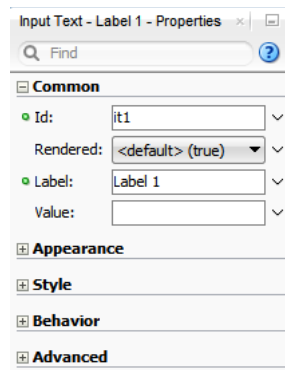 Input Text - Label 1 - Properties
Find
Common
Id: it1
Rendered: <default> (true)
Label: Label 1
Value:
Appearance
Style
Behavior
Advanced